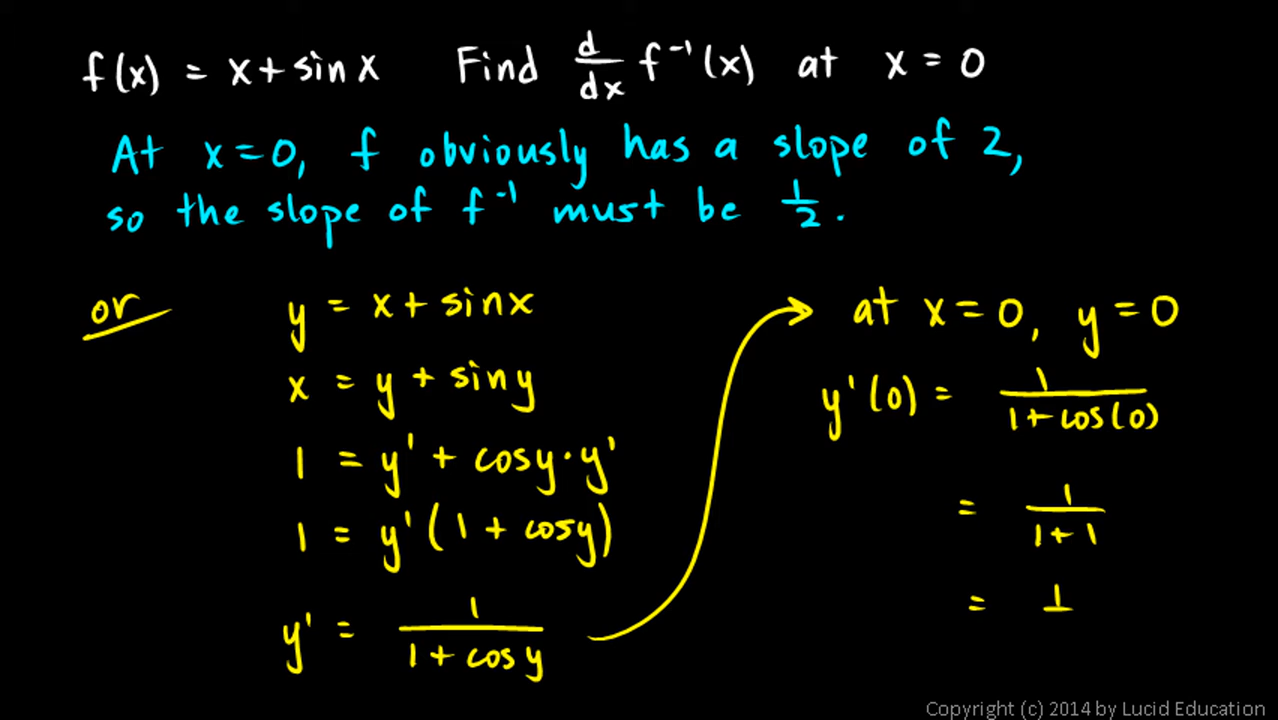 f(x) = x + sin x   Find d/dx f⁻¹(x) at x = 0
At x = 0, f obviously has a slope of 2,
so the slope of f⁻¹ must be 1/2.
or
y = x + sin x
x = y + sin y
1 = y' + cos y · y'
1 = y' (1 + cos y)
y' = 1/(1 + cos y)
at x = 0, y = 0
y'(0) = 1/(1 + cos(0))
= 1/(1 + 1)
= 1
Copyright (c) 2014 by Lucid Education